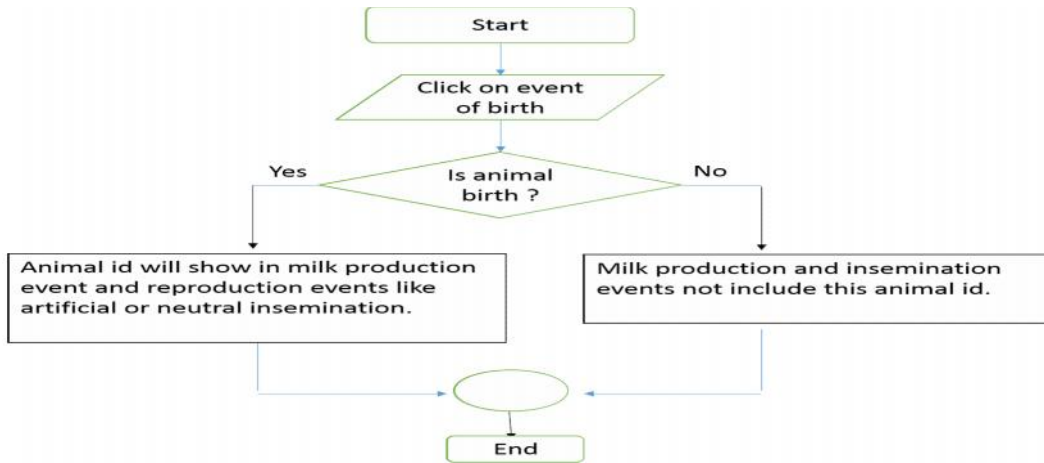 Start
Click on event
of birth
Is animal
birth ?
Yes
No
Animal id will show in milk production
event and reproduction events like
artificial or neutral insemination.
Milk production and insemination
events not include this animal id.
End